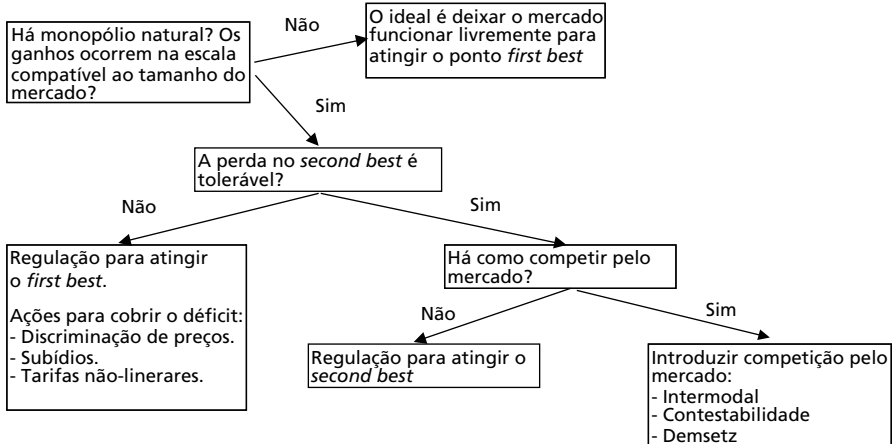 Há monopólio natural? Os
ganhos ocorrem na escala
compatível ao tamanho do
mercado?
Não
O ideal é deixar o mercado
funcionar livremente para
atingir o ponto first best
Sim
A perda no second best é
tolerável?
Não
Sim
Regulação para atingir
o first best.
Ações para cobrir o déficit:
- Discriminação de preços.
- Subídios.
- Tarifas não-linerares.
Há como competir pelo
mercado?
Não
Sim
Regulação para atingir o
second best
Introduzir competição pelo
mercado:
- Intermodal
- Contestabilidade
- Demsetz